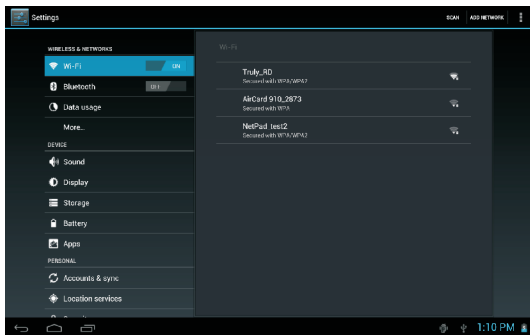 Settings
SCAN
ADD NETWORK
WIRELESS & NETWORKS
Wi-Fi
ON
Bluetooth
OFF
Data usage
More...
DEVICE
Sound
Display
Storage
Battery
Apps
PERSONAL
Accounts & sync
Location services
Wi-Fi
Truly_RD
Secured with WPA/WPA2
AirCard 910_2873
Secured with WPA
NetPad test2
Secured with WPA/WPA2
1:10 PM